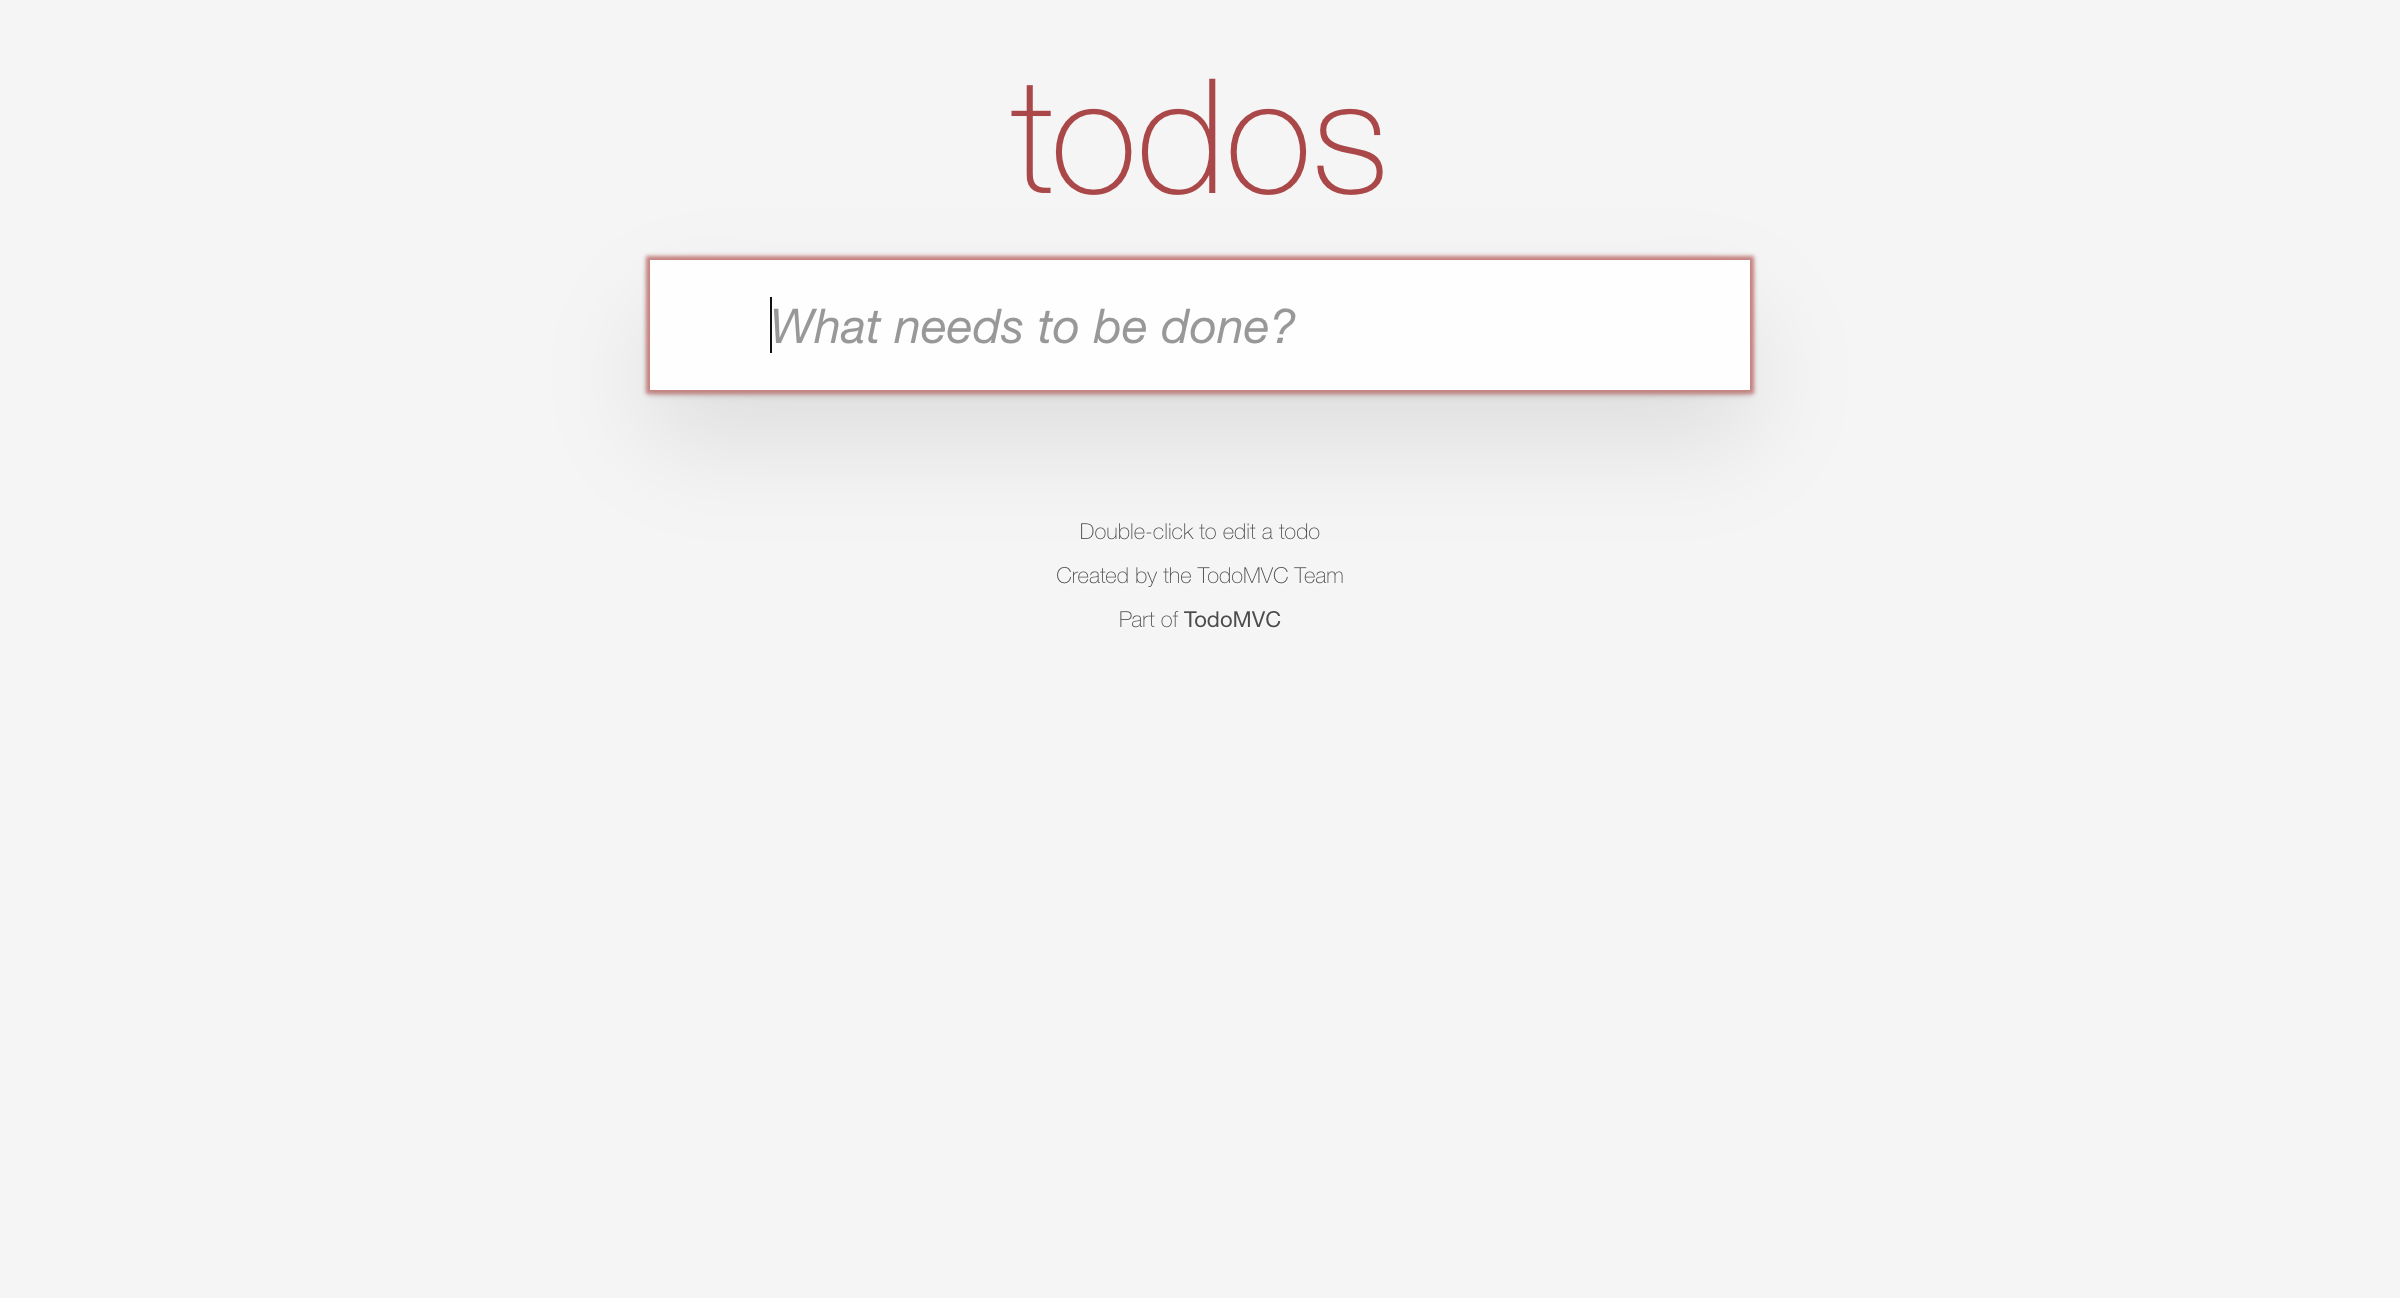 todos
What needs to be done?
Double-click to edit a todo
Created by the TodoMVC Team
Part of TodoMVC